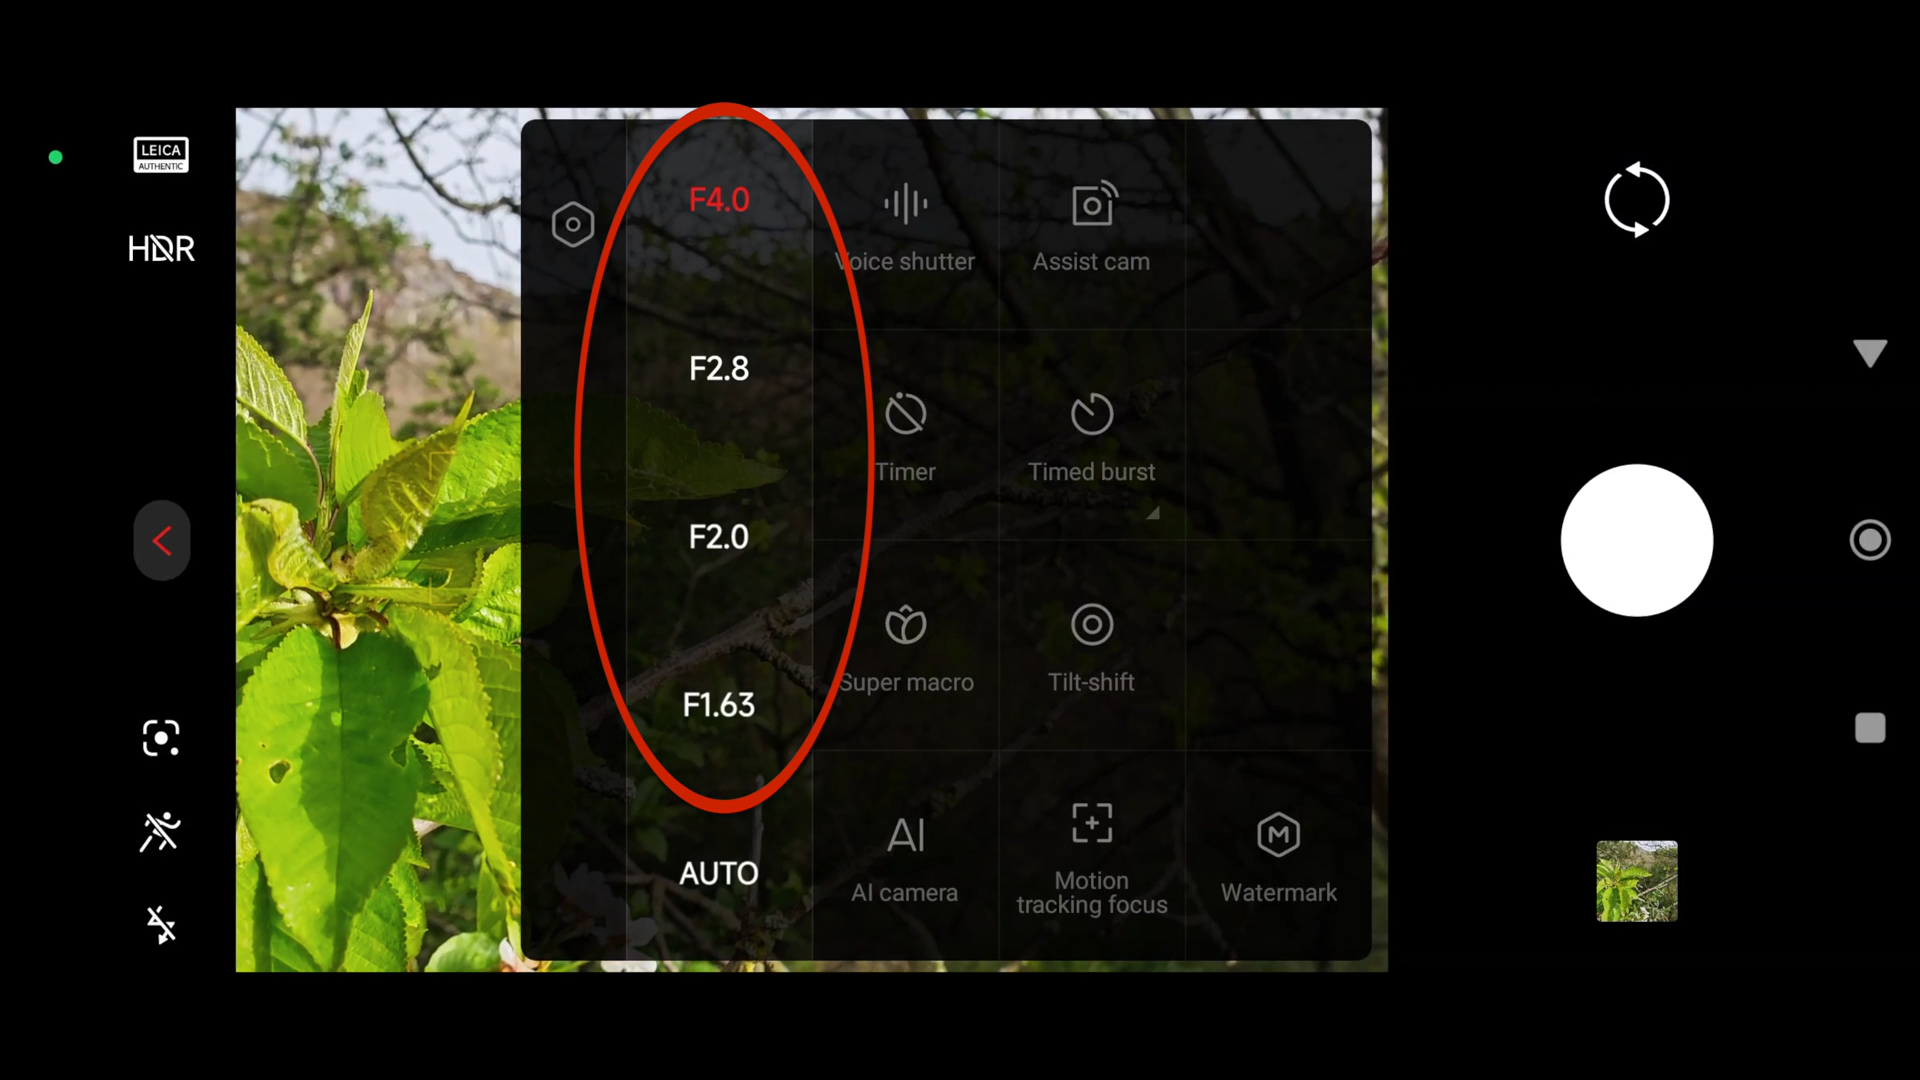 LEICA
AUTHENTIC
HDR
F4.0
F2.8
F2.0
F1.63
AUTO
Voice shutter
Assist cam
Timer
Timed burst
Super macro
Tilt-shift
AI
AI camera
Motion
tracking focus
M
Watermark